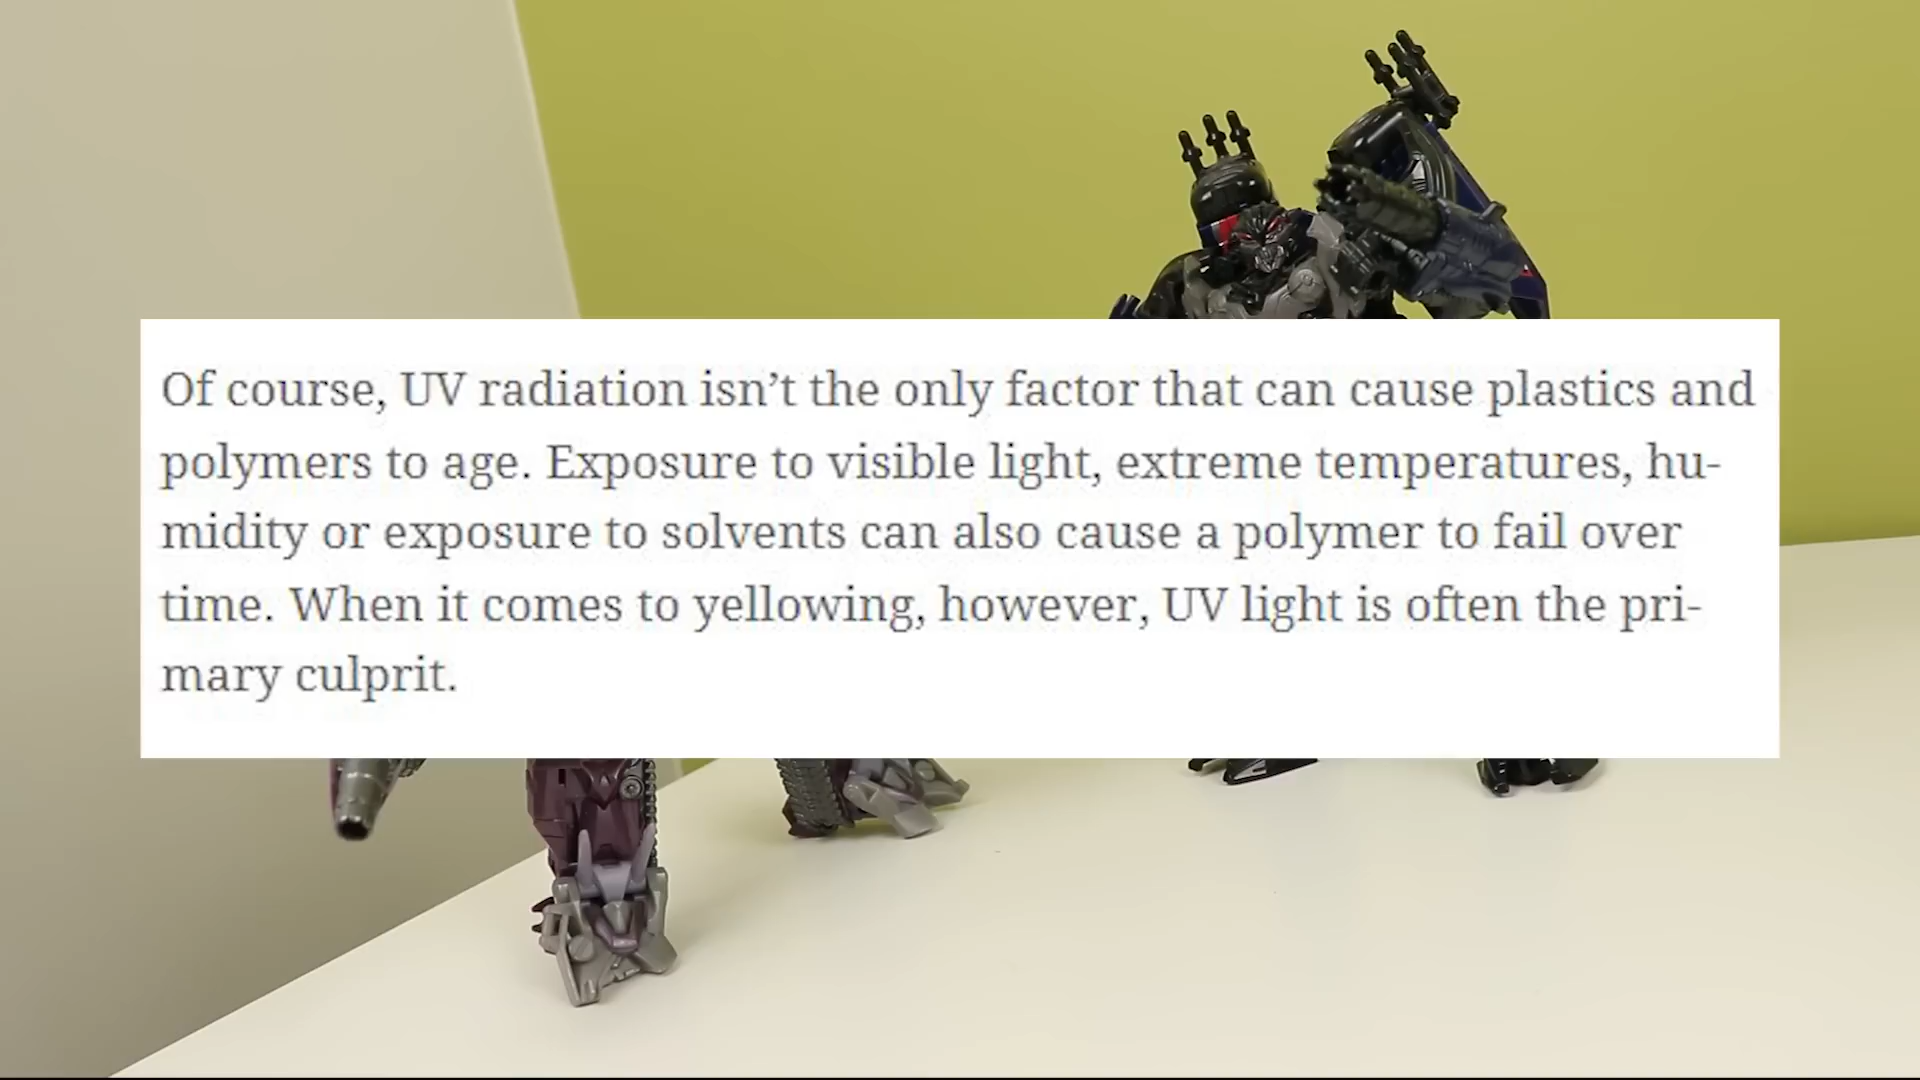 Of course, UV radiation isn’t the only factor that can cause plastics and
polymers to age. Exposure to visible light, extreme temperatures, hu-
midity or exposure to solvents can also cause a polymer to fail over
time. When it comes to yellowing, however, UV light is often the pri-
mary culprit.